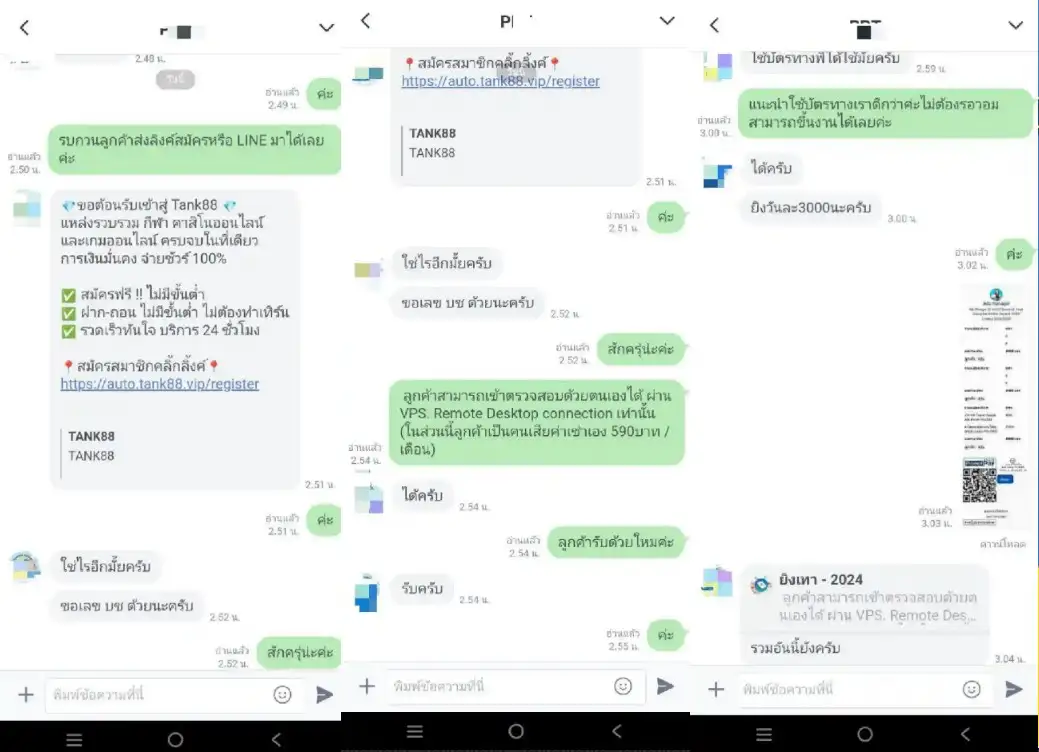 2.48 น.
วันนี้
ค่ะ
อ่านแล้ว
2.49 น.
รบกวนลูกค้าส่งลิงค์สมัครหรือ LINE มาได้เลย
ค่ะ
อ่านแล้ว
2.50 น.
💎ขอต้อนรับเข้าสู่ Tank88 💎
แหล่งรวบรวม กีฬา คาสิโนออนไลน์
และเกมออนไลน์ ครบจบในที่เดียว
การเงินมั่นคง จ่ายชัวร์ 100%
✅ สมัครฟรี !! ไม่มีขั้นต่ำ
✅ ฝาก-ถอน ไม่มีขั้นต่ำ ไม่ต้องทำเทิร์น
✅ รวดเร็วทันใจ บริการ 24 ชั่วโมง
📍สมัครสมาชิกคลิ๊กลิ้งค์📍
https://auto.tank88.vip/register
TANK88
TANK88
2.51 น.
ค่ะ
อ่านแล้ว
2.51 น.
ใช้ไรอีกมั้ยครับ
ขอเลข บช ด้วยนะครับ
2.52 น.
สักครู่นะคะ
อ่านแล้ว
2.52 น.
พิมพ์ข้อความที่นี่
📍สมัครสมาชิกคลิ๊กลิ้งค์📍
https://auto.tank88.vip/register
TANK88
TANK88
2.51 น.
ค่ะ
อ่านแล้ว
2.51 น.
ใช้ไรอีกมั้ยครับ
ขอเลข บช ด้วยนะครับ
2.52 น.
สักครู่นะคะ
อ่านแล้ว
2.52 น.
ลูกค้าสามารถเข้าตรวจสอบด้วยตนเองได้ ผ่าน
VPS. Remote Desktop connection เท่านั้น
(ในส่วนนี้ลูกค้าเป็นคนเสียค่าเช่าเอง 590บาท /
เดือน)
อ่านแล้ว
2.54 น.
ได้ครับ
2.54 น.
ลูกค้ารับด้วยไหมคะ
อ่านแล้ว
2.54 น.
รับครับ
2.54 น.
ค่ะ
อ่านแล้ว
2.55 น.
พิมพ์ข้อความที่นี่
ใช้บัตรทางพี่ได้ใช้มั้ยครับ
2.59 น.
แนะนำใช้บัตรทางเราดีกว่าค่ะไม่ต้องรอวอม
สามารถขึ้นงานได้เลยค่ะ
อ่านแล้ว
3.00 น.
ได้ครับ
ยิงวันละ3000นะครับ
3.00 น.
ค่ะ
อ่านแล้ว
3.02 น.
อ่านแล้ว
3.03 น.
ดาวน์โหลด
ยิงเทา - 2024
ลูกค้าสามารถเข้าตรวจสอบด้วยต
นเองได้ ผ่าน VPS. Remote Des...
รวมอันนี้ยังครับ
3.04 น.
พิมพ์ข้อความที่นี่